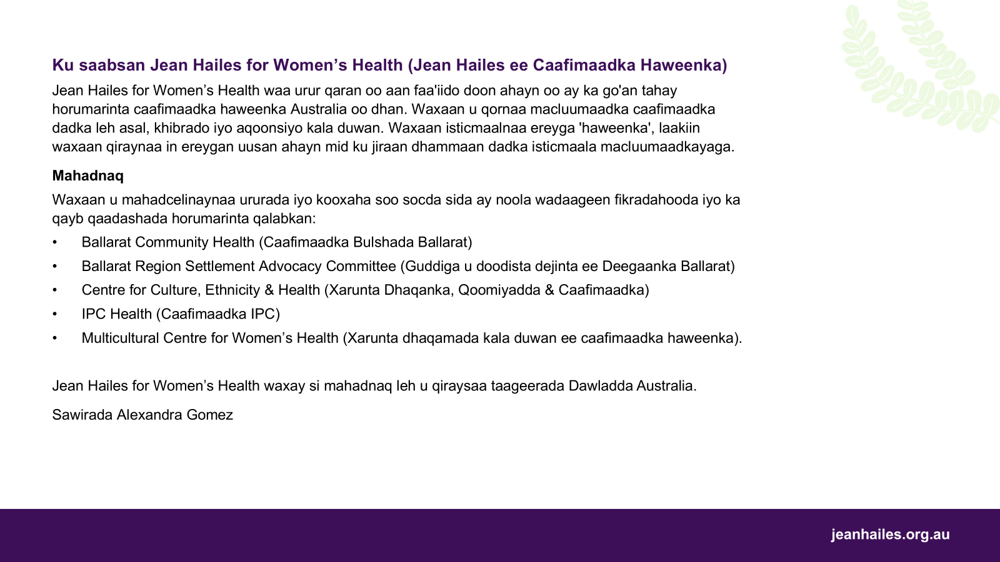 Ku saabsan Jean Hailes for Women’s Health (Jean Hailes ee Caafimaadka Haweenka)
Jean Hailes for Women’s Health waa urur qaran oo aan faa'iido doon ahayn oo ay ka go'an tahay
horumarinta caafimaadka haweenka Australia oo dhan. Waxaan u qornaa macluumaadka caafimaadka
dadka leh asal, khibrado iyo aqoonsiyo kala duwan. Waxaan isticmaalnaa ereyga 'haweenka', laakiin
waxaan qiraynaa in ereygan uusan ahayn mid ku jiraan dhammaan dadka isticmaala macluumaadkayaga.
Mahadnaq
Waxaan u mahadcelinaynaa ururada iyo kooxaha soo socda sida ay noola wadaageen fikradahooda iyo ka
qayb qaadashada horumarinta qalabkan:
• Ballarat Community Health (Caafimaadka Bulshada Ballarat)
• Ballarat Region Settlement Advocacy Committee (Guddiga u doodista dejinta ee Deegaanka Ballarat)
• Centre for Culture, Ethnicity & Health (Xarunta Dhaqanka, Qoomiyadda & Caafimaadka)
• IPC Health (Caafimaadka IPC)
• Multicultural Centre for Women’s Health (Xarunta dhaqamada kala duwan ee caafimaadka haweenka).
Jean Hailes for Women’s Health waxay si mahadnaq leh u qiraysaa taageerada Dawladda Australia.
Sawirada Alexandra Gomez
jeanhailes.org.au